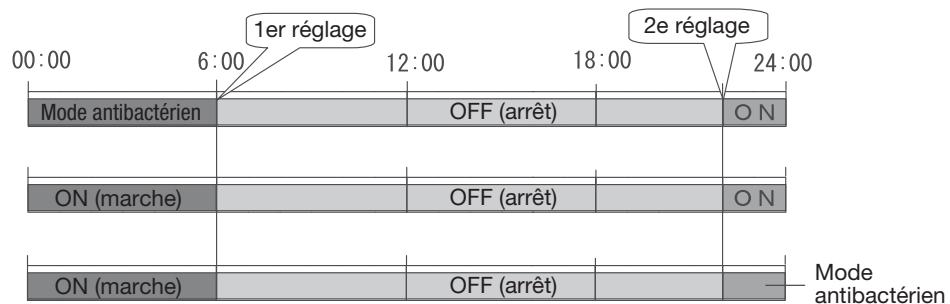 1er réglage
2e réglage
00:00 6:00 12:00 18:00 24:00
Mode antibactérien OFF (arrêt) O N
ON (marche) OFF (arrêt) O N
ON (marche) OFF (arrêt)
Mode
antibactérien